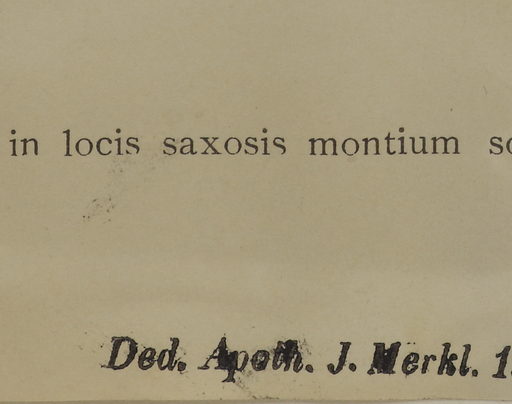 in locis saxosis montium
Ded. Apoth. J. Merkl.